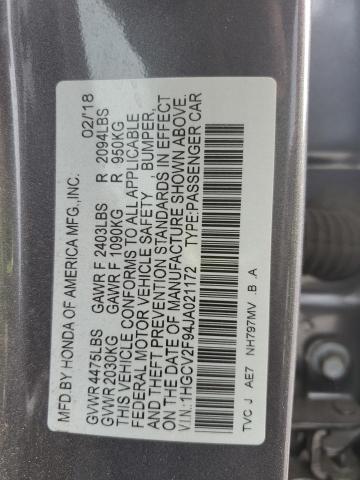 MFD.BY HONDA OF AMERICA MFG.,INC. 02/18
GVWR 4475LBS GAWR F 2403LBS R 2094LBS
GVWR 2030KG GAWR F 1090KG R 950KG
THIS VEHICLE CONFORMS TO ALL APPLICABLE
FEDERAL MOTOR VEHICLE SAFETY, BUMPER,
AND THEFT PREVENTION STANDARDS IN EFFECT
ON THE DATE OF MANUFACTURE SHOWN ABOVE.
V.I.N:1HGCV2F94JA021172 TYPE:PASSENGER CAR
TVC J AE7 NH797MV .B .A